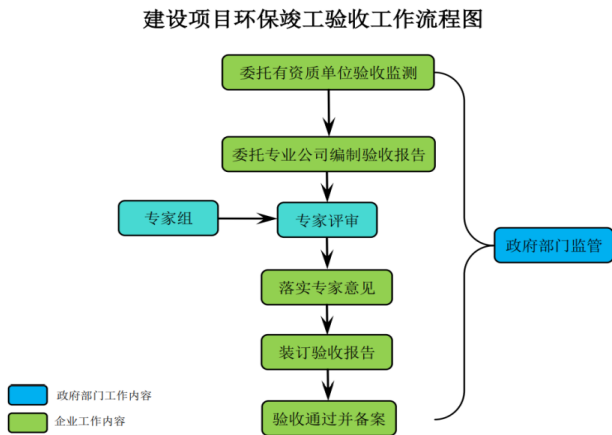 建设项目环保竣工验收工作流程图
委托有资质单位验收监测
委托专业公司编制验收报告
专家组
专家评审
政府部门监管
落实专家意见
装订验收报告
政府部门工作内容
企业工作内容
验收通过并备案